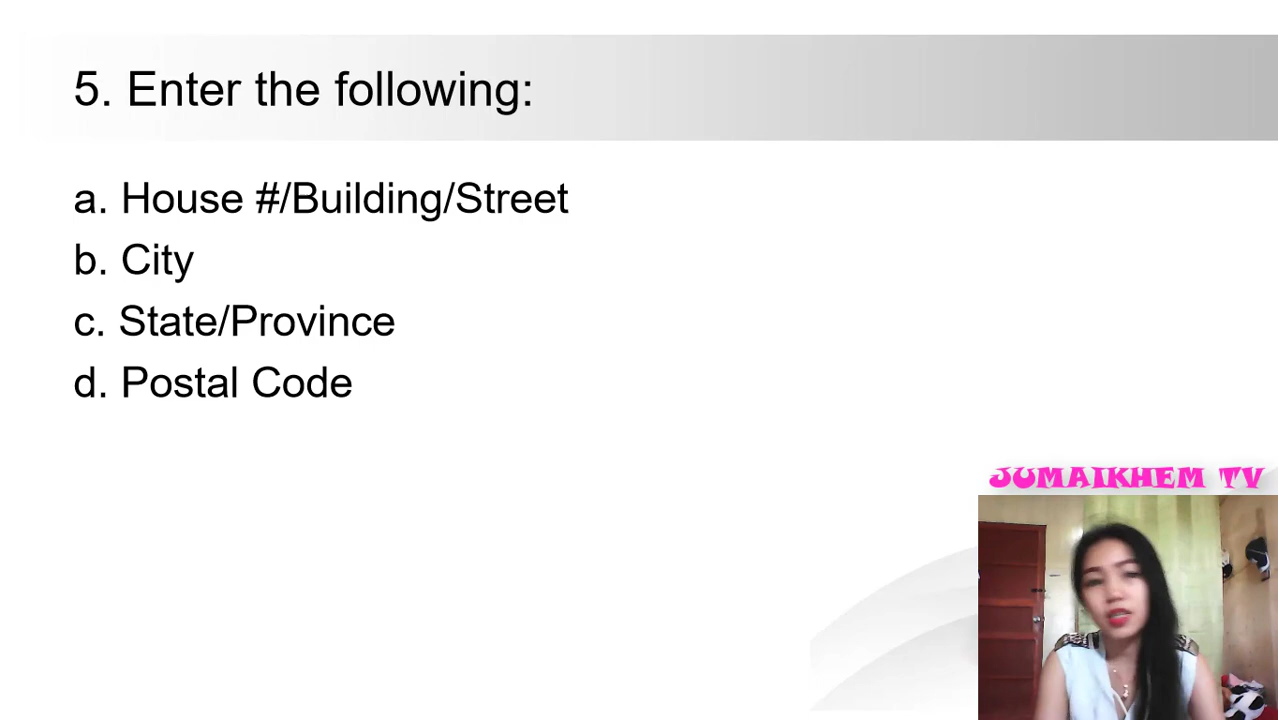 5. Enter the following:
a. House #/Building/Street
b. City
c. State/Province
d. Postal Code
JUMAIKHEM TV